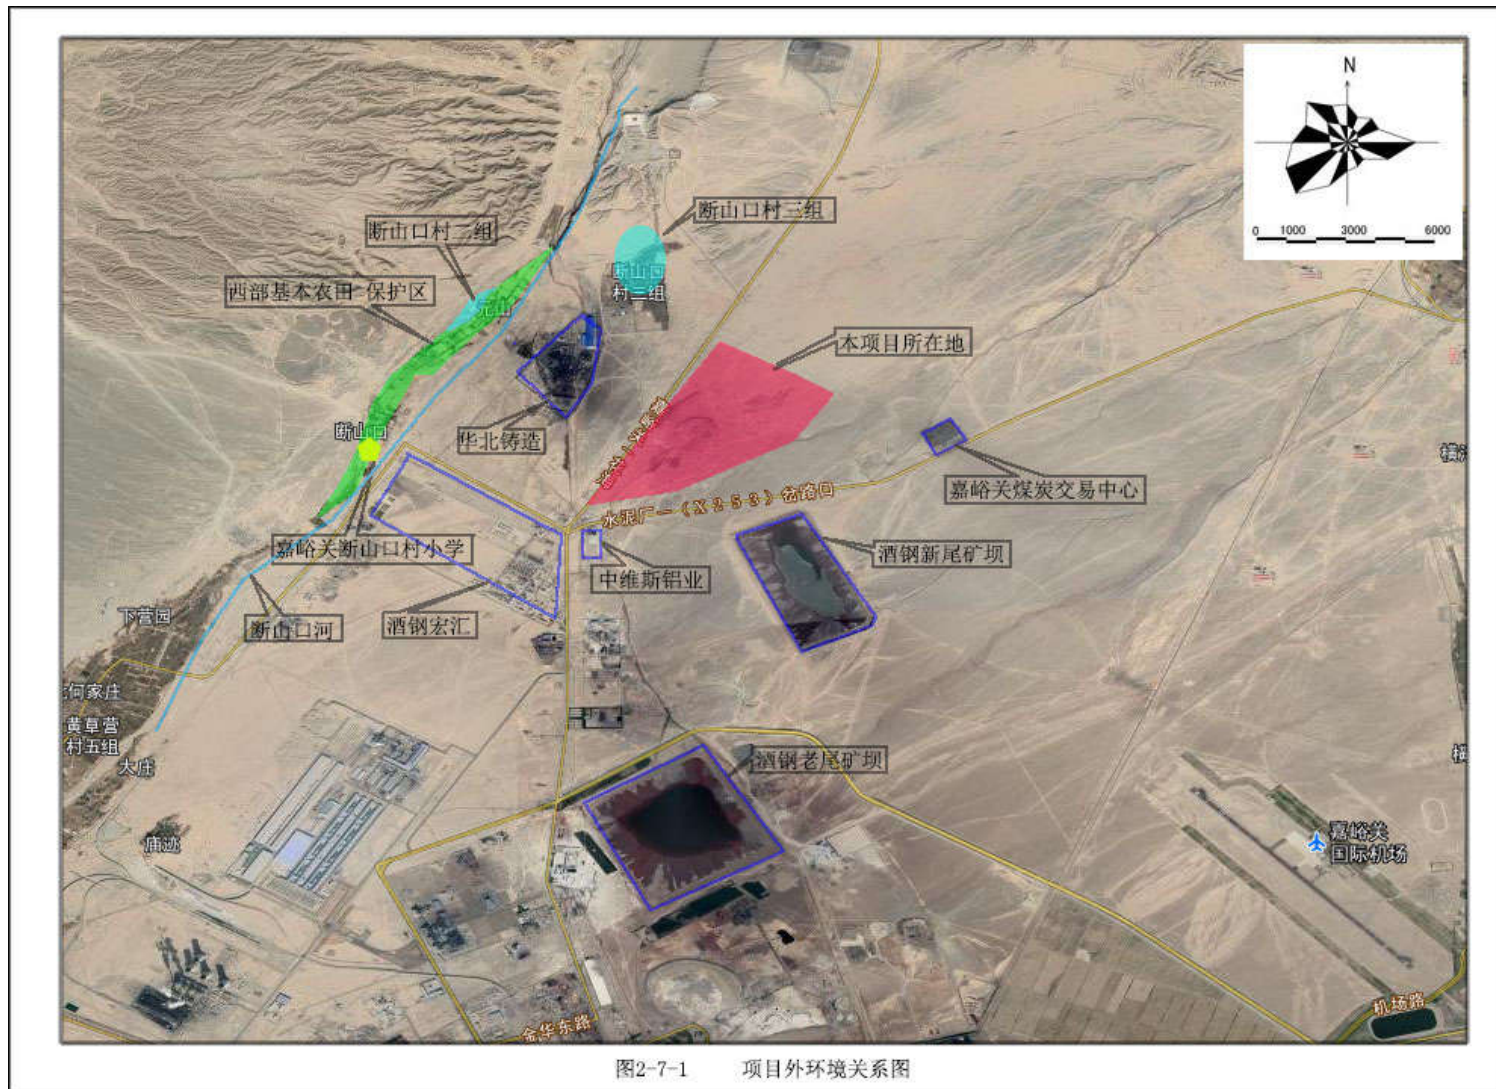 N
0 1000 3000 6000
断山口村三组
断山口村二组
断山口
村三组
西部基本农田 保护区
元山
本项目所在地
断山口
华北铸造
嘉峪关煤炭交易中心
水泥厂—(X253)岔路口
嘉峪关断山口村小学
酒钢新尾矿坝
中维斯铝业
下营园
断山口河
酒钢宏汇
何家庄
黄草营
村五组
大庄
酒钢老尾矿坝
庙迹
嘉峪关
国际机场
机场路
金华东路
图2-7-1 项目外环境关系图